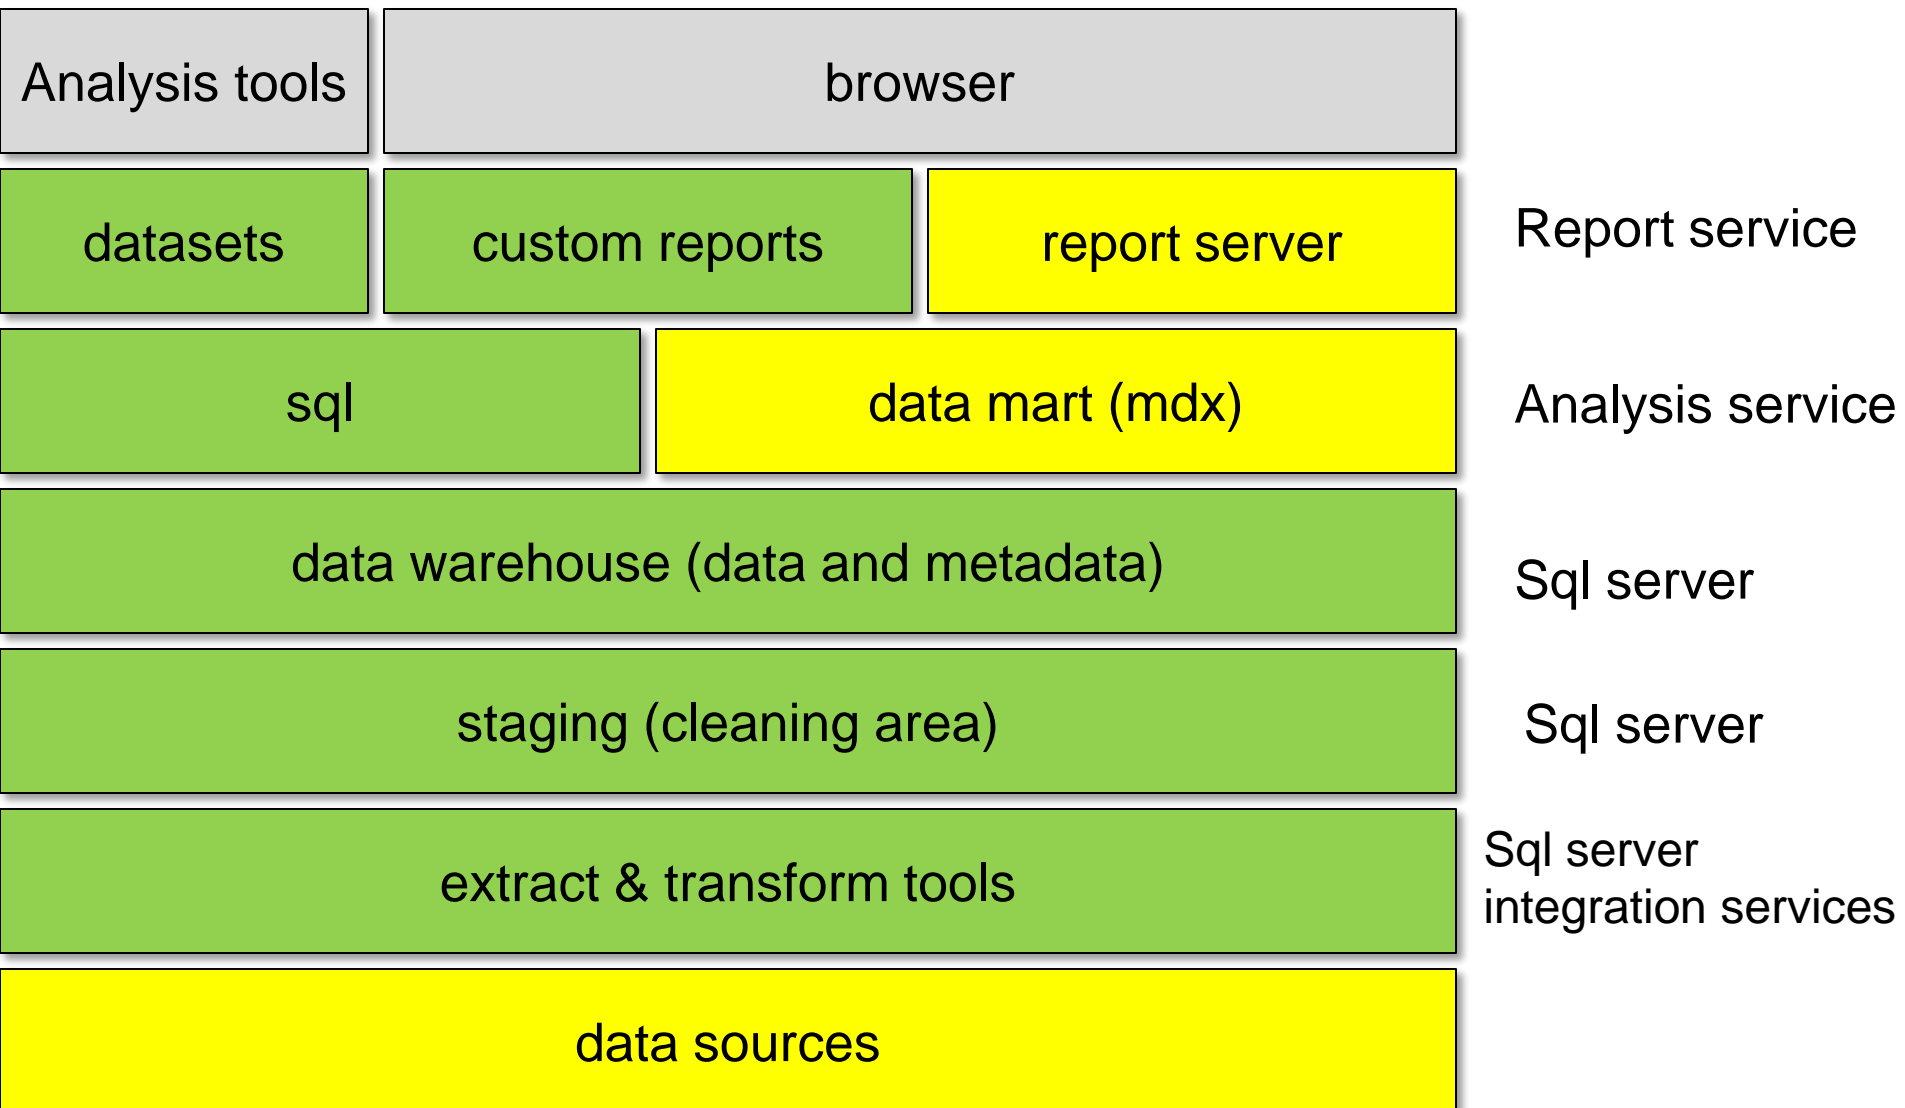 Analysis tools
browser
datasets
custom reports
report server
Report service
sql
data mart (mdx)
Analysis service
data warehouse (data and metadata)
Sql server
staging (cleaning area)
Sql server
extract & transform tools
Sql server
integration services
data sources